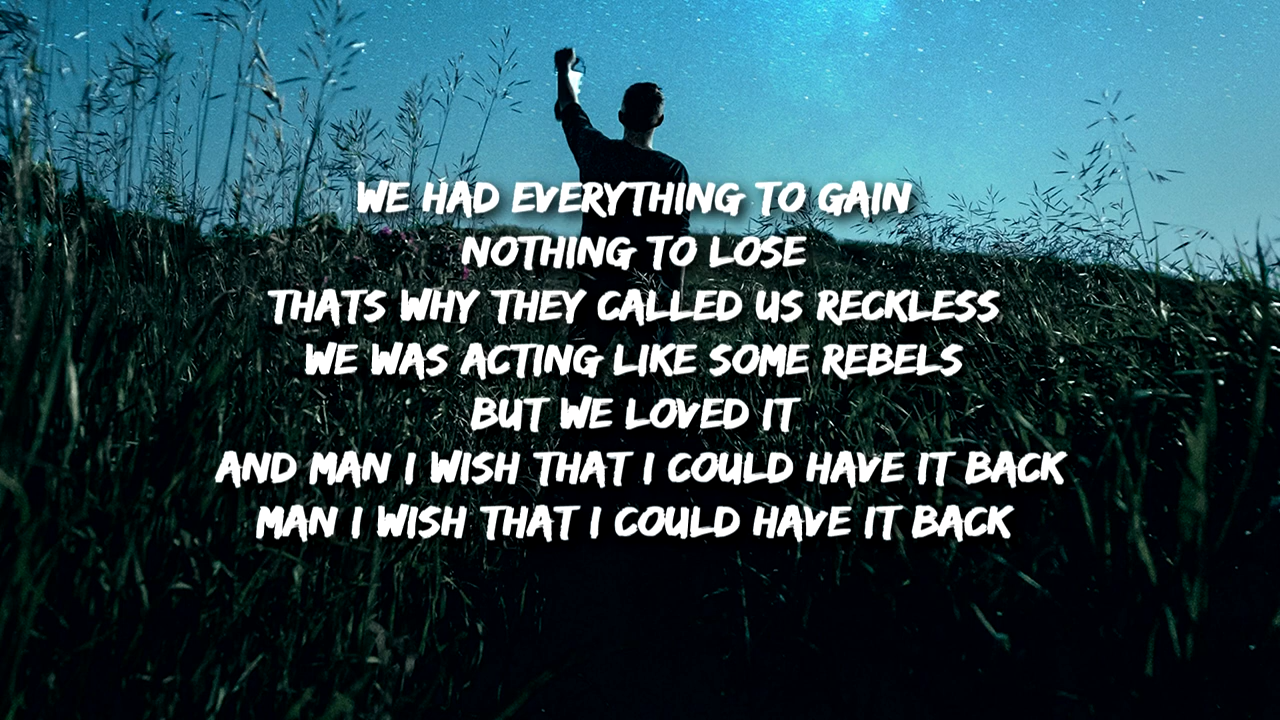 WE HAD EVERYTHING TO GAIN
NOTHING TO LOSE
THATS WHY THEY CALLED US RECKLESS
WE WAS ACTING LIKE SOME REBELS
BUT WE LOVED IT
AND MAN I WISH THAT I COULD HAVE IT BACK
MAN I WISH THAT I COULD HAVE IT BACK